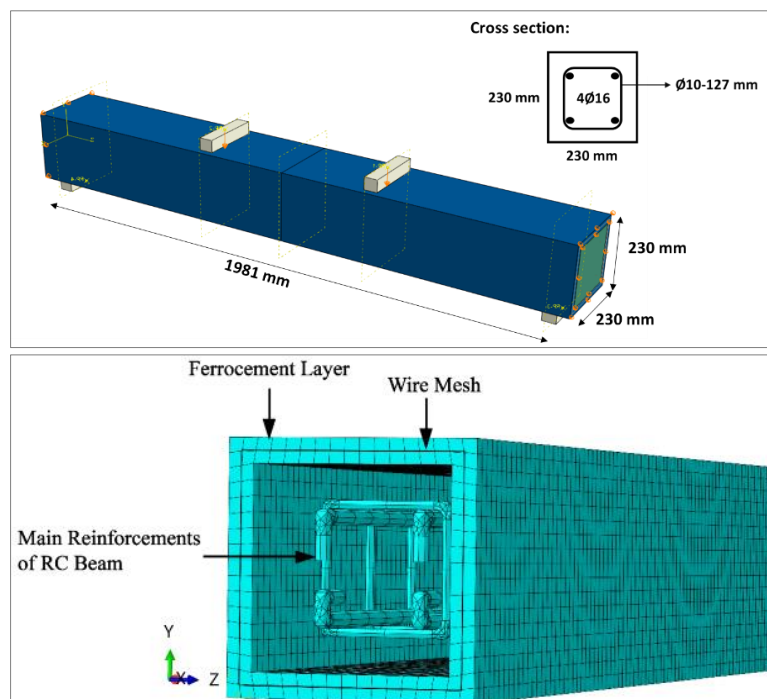 Cross section:
230 mm
4Ø16
Ø10-127 mm
230 mm
1981 mm
230 mm
230 mm
Ferrocement Layer
Wire Mesh
Main Reinforcements
of RC Beam
Y
X
Z